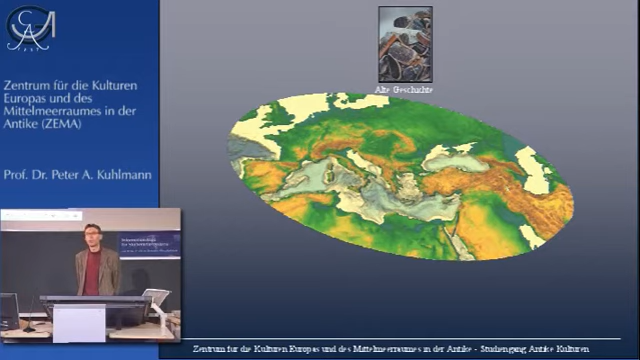 Zentrum für die Kulturen
Europas und des
Mittelmeerraumes in der
Antike (ZEMA)
Prof. Dr. Peter A. Kuhlmann
Alte Geschichte
Zentrum für die Kulturen Europas und des Mittelmeerraumes in der Antike - Studiengang Antike Kulturen